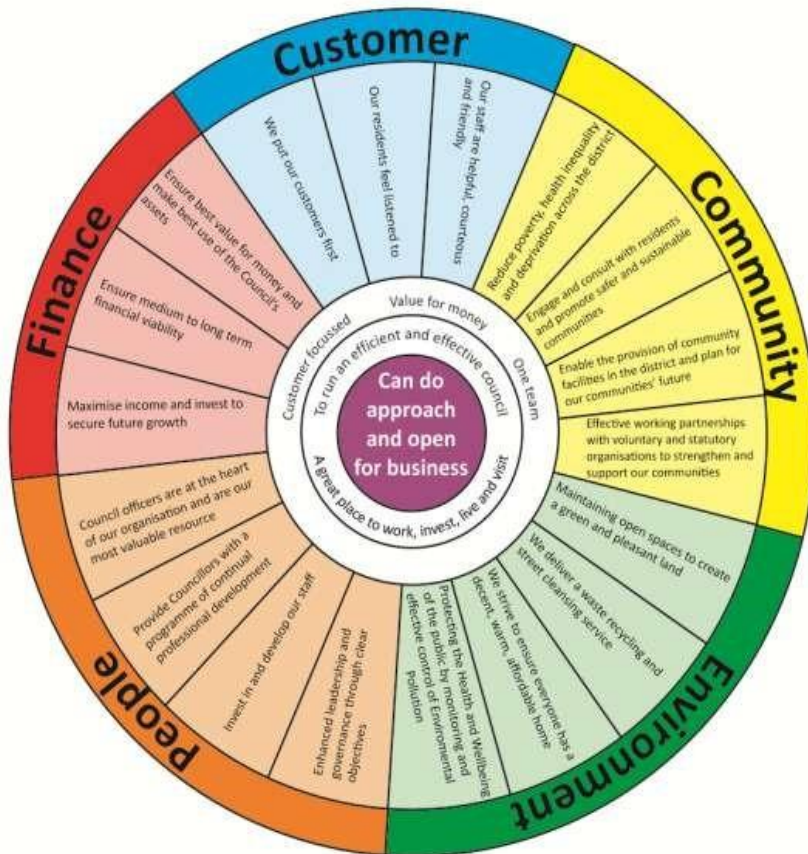 Customer
We put our customers first
Our residents feel listened to
Our staff are helpful, courteous
and friendly
Community
Reduce poverty, health inequality
and deprivation across the district
Engage and consult with residents
and promote safer and sustainable
communities
Enable the provision of community
facilities in the district and plan for
our communities' future
Effective working partnerships
with voluntary and statutory
organisations to strengthen and
support our communities
Environment
Maintaining open spaces to create
a green and pleasant land
We deliver a waste recycling and
street cleansing service
We strive to ensure everyone has a
decent, warm, affordable home
Protecting the Health and Wellbeing
of the public by monitoring and
effective control of Enviromental
Pollution
People
Enhanced leadership and
governance through clear
objectives
Invest in and develop our staff
Provide Councillors with a
programme of continual
professional development
Council officers are at the heart
of our organisation and are our
most valuable resource
Finance
Maximise income and invest to
secure future growth
Ensure medium to long term
financial viability
Ensure best value for money and
make best use of the Council's
assets
Customer focussed
Value for money
One team
To run an efficient and effective council
A great place to work, invest, live and visit
Can do
approach
and open
for business